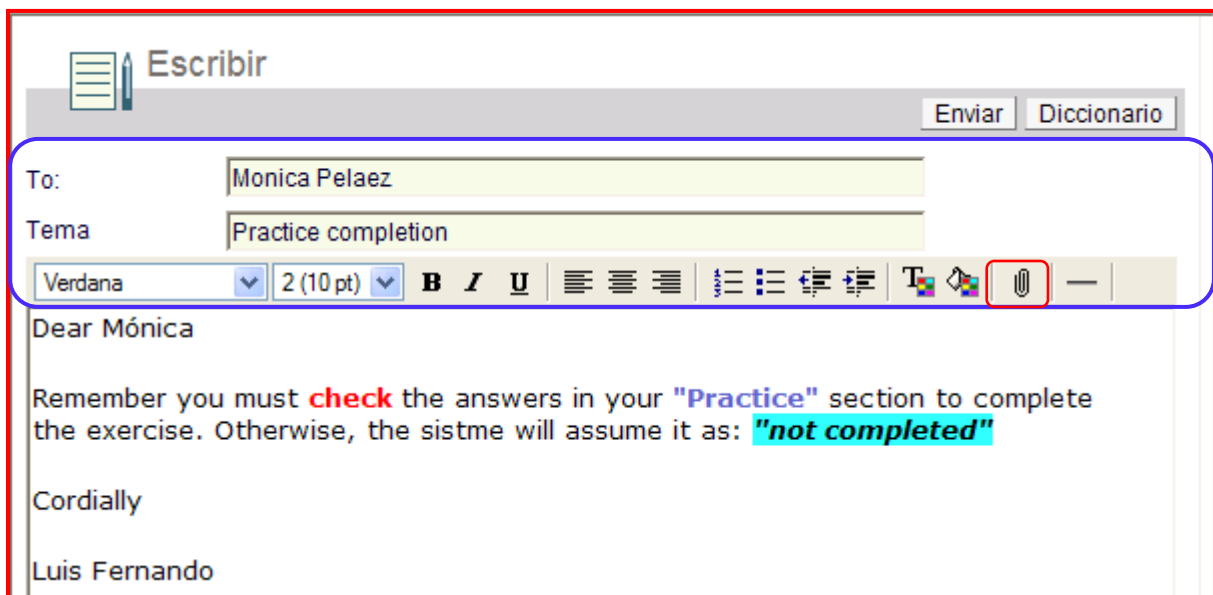 Escribir
Enviar Diccionario
To: Monica Pelaez
Tema Practice completion
Verdana 2 (10 pt) B I U
Dear Mónica
Remember you must check the answers in your "Practice" section to complete
the exercise. Otherwise, the sistme will assume it as: "not completed"
Cordially
Luis Fernando